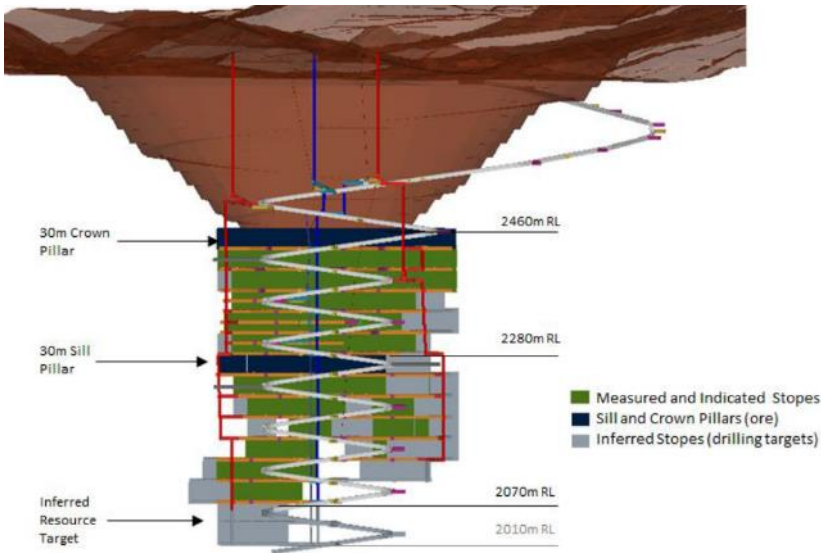 2460m RL
30m Crown
Pillar
2280m RL
30m Sill
Pillar
Measured and Indicated Stopes
Sill and Crown Pillars (ore)
Inferred Stopes (drilling targets)
2070m RL
Inferred
Resource
Target
2010m RL